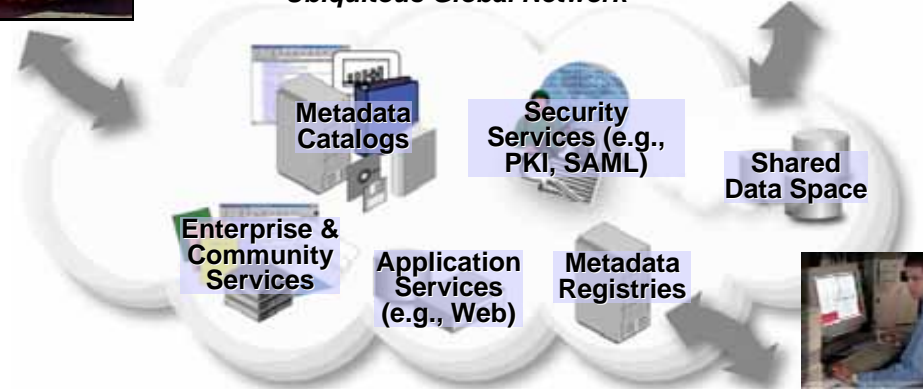 Ubiquitous Global Network
Metadata
Catalogs
Security
Services (e.g.,
PKI, SAML)
Shared
Data Space
Enterprise &
Community
Services
Application
Services
(e.g., Web)
Metadata
Registries